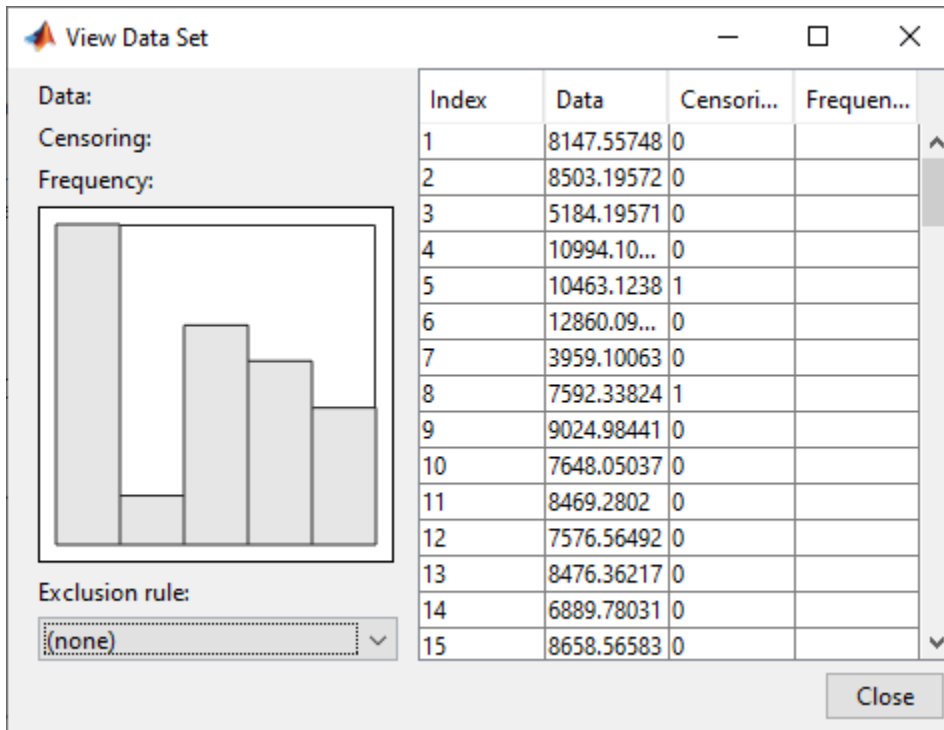 View Data Set
Data:
Censoring:
Frequency:
Exclusion rule:
(none)
Index Data Censori... Frequen...
1 8147.55748 0
2 8503.19572 0
3 5184.19571 0
4 10994.10... 0
5 10463.1238 1
6 12860.09... 0
7 3959.10063 0
8 7592.33824 1
9 9024.98441 0
10 7648.05037 0
11 8469.2802 0
12 7576.56492 0
13 8476.36217 0
14 6889.78031 0
15 8658.56583 0
Close